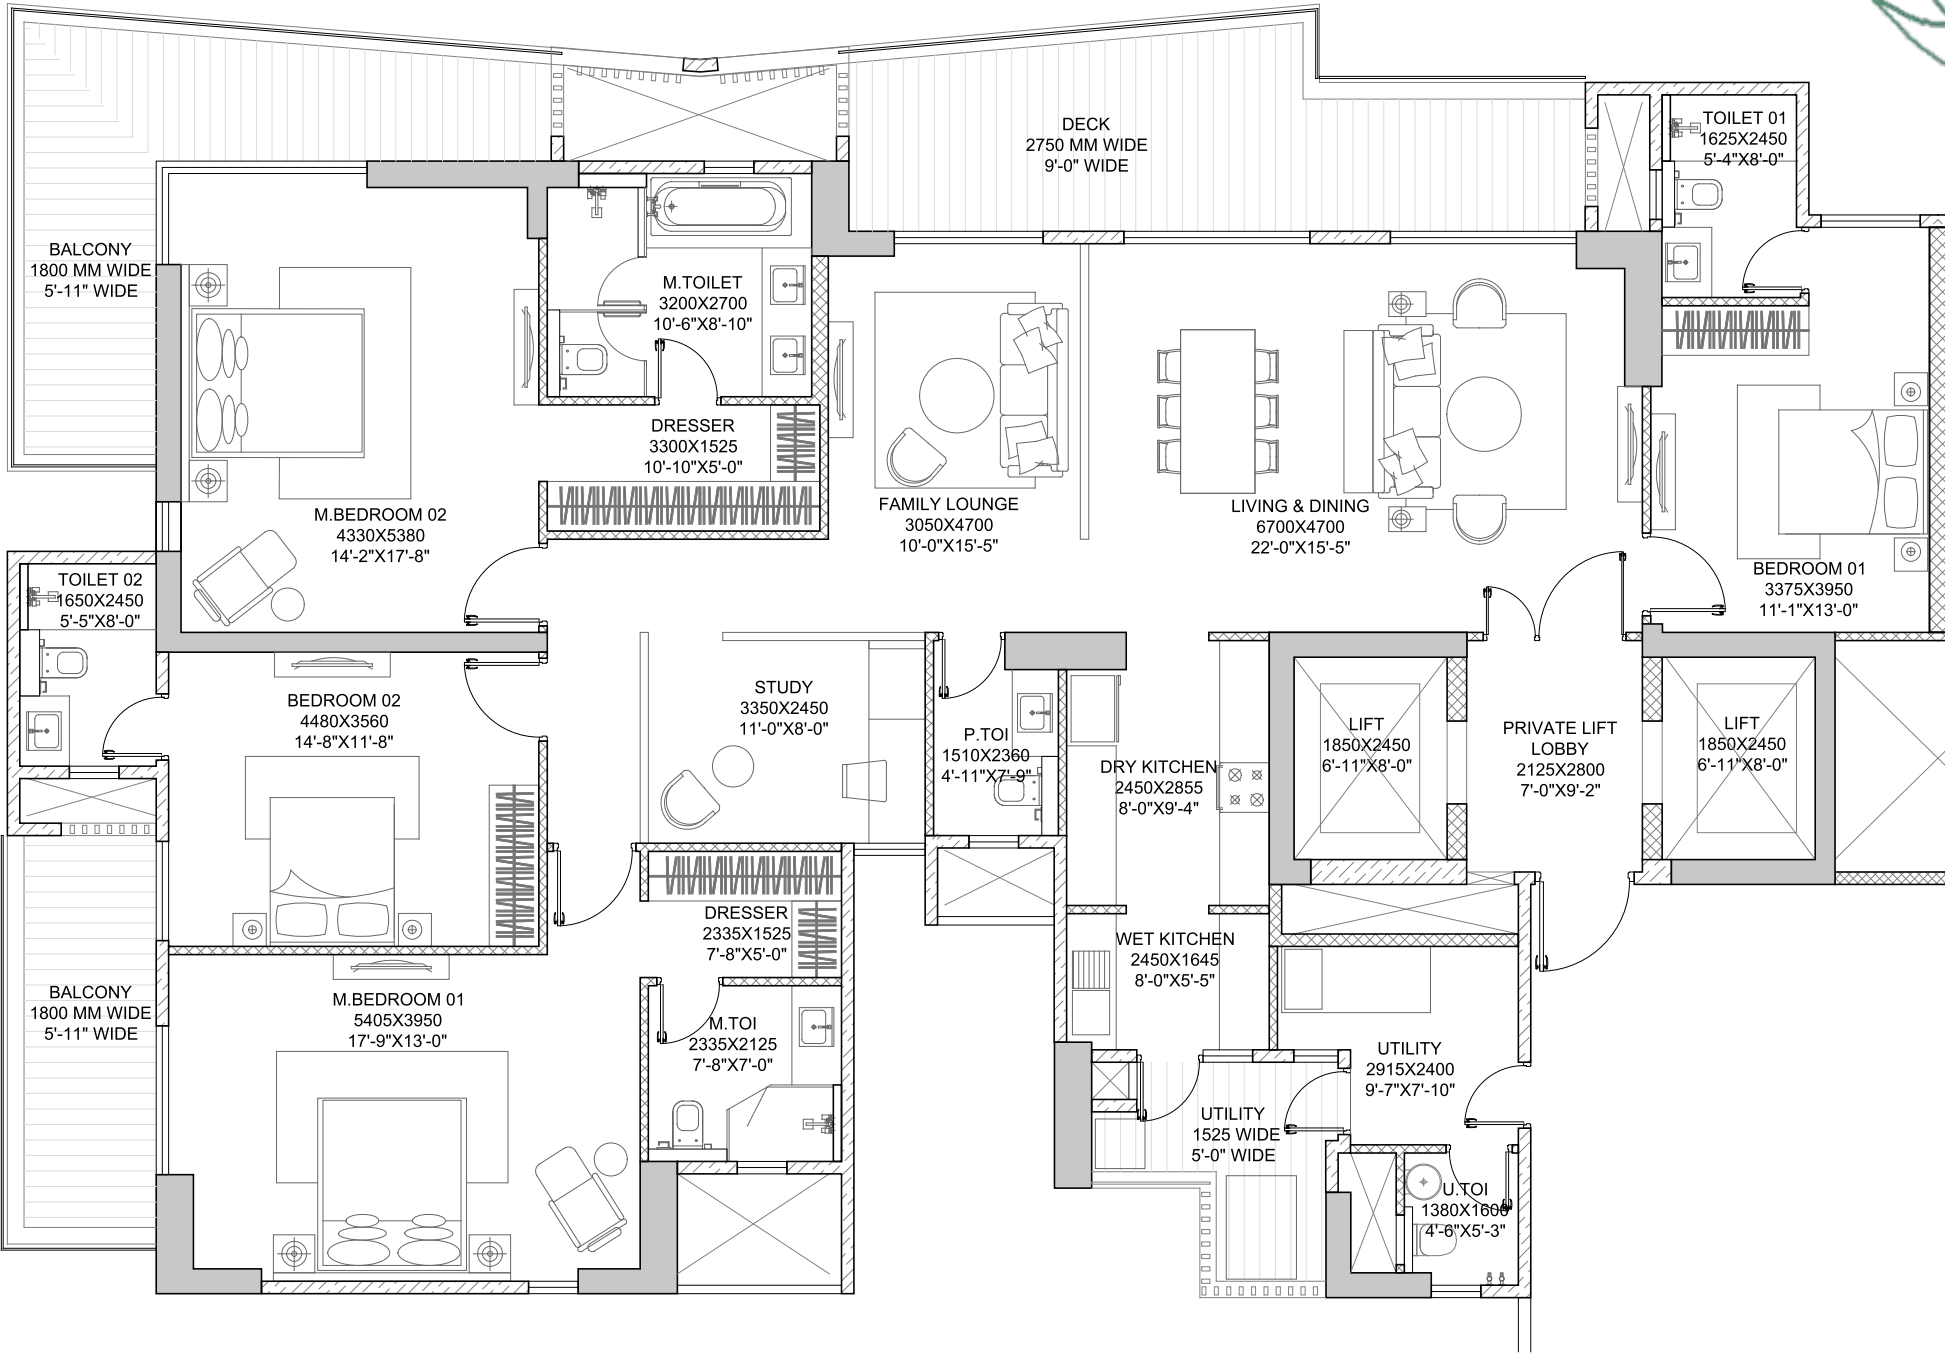 DECK
2750 MM WIDE
9'-0" WIDE
TOILET 01
1625X2450
5'-4"X8'-0"
BALCONY
1800 MM WIDE
5'-11" WIDE
M.TOILET
3200X2700
10'-6"X8'-10"
DRESSER
3300X1525
10'-10"X5'-0"
M.BEDROOM 02
4330X5380
14'-2"X17'-8"
FAMILY LOUNGE
3050X4700
10'-0"X15'-5"
LIVING & DINING
6700X4700
22'-0"X15'-5"
BEDROOM 01
3375X3950
11'-1"X13'-0"
TOILET 02
1650X2450
5'-5"X8'-0"
BEDROOM 02
4480X3560
14'-8"X11'-8"
STUDY
3350X2450
11'-0"X8'-0"
P.TOI
1510X2360
4'-11"X7'-9"
DRY KITCHEN
2450X2855
8'-0"X9'-4"
LIFT
1850X2450
6'-11"X8'-0"
PRIVATE LIFT
LOBBY
2125X2800
7'-0"X9'-2"
LIFT
1850X2450
6'-11"X8'-0"
DRESSER
2335X1525
7'-8"X5'-0"
WET KITCHEN
2450X1645
8'-0"X5'-5"
BALCONY
1800 MM WIDE
5'-11" WIDE
M.BEDROOM 01
5405X3950
17'-9"X13'-0"
M.TOI
2335X2125
7'-8"X7'-0"
UTILITY
2915X2400
9'-7"X7'-10"
UTILITY
1525 WIDE
5'-0" WIDE
U.TOI
1380X1600
4'-6"X5'-3"